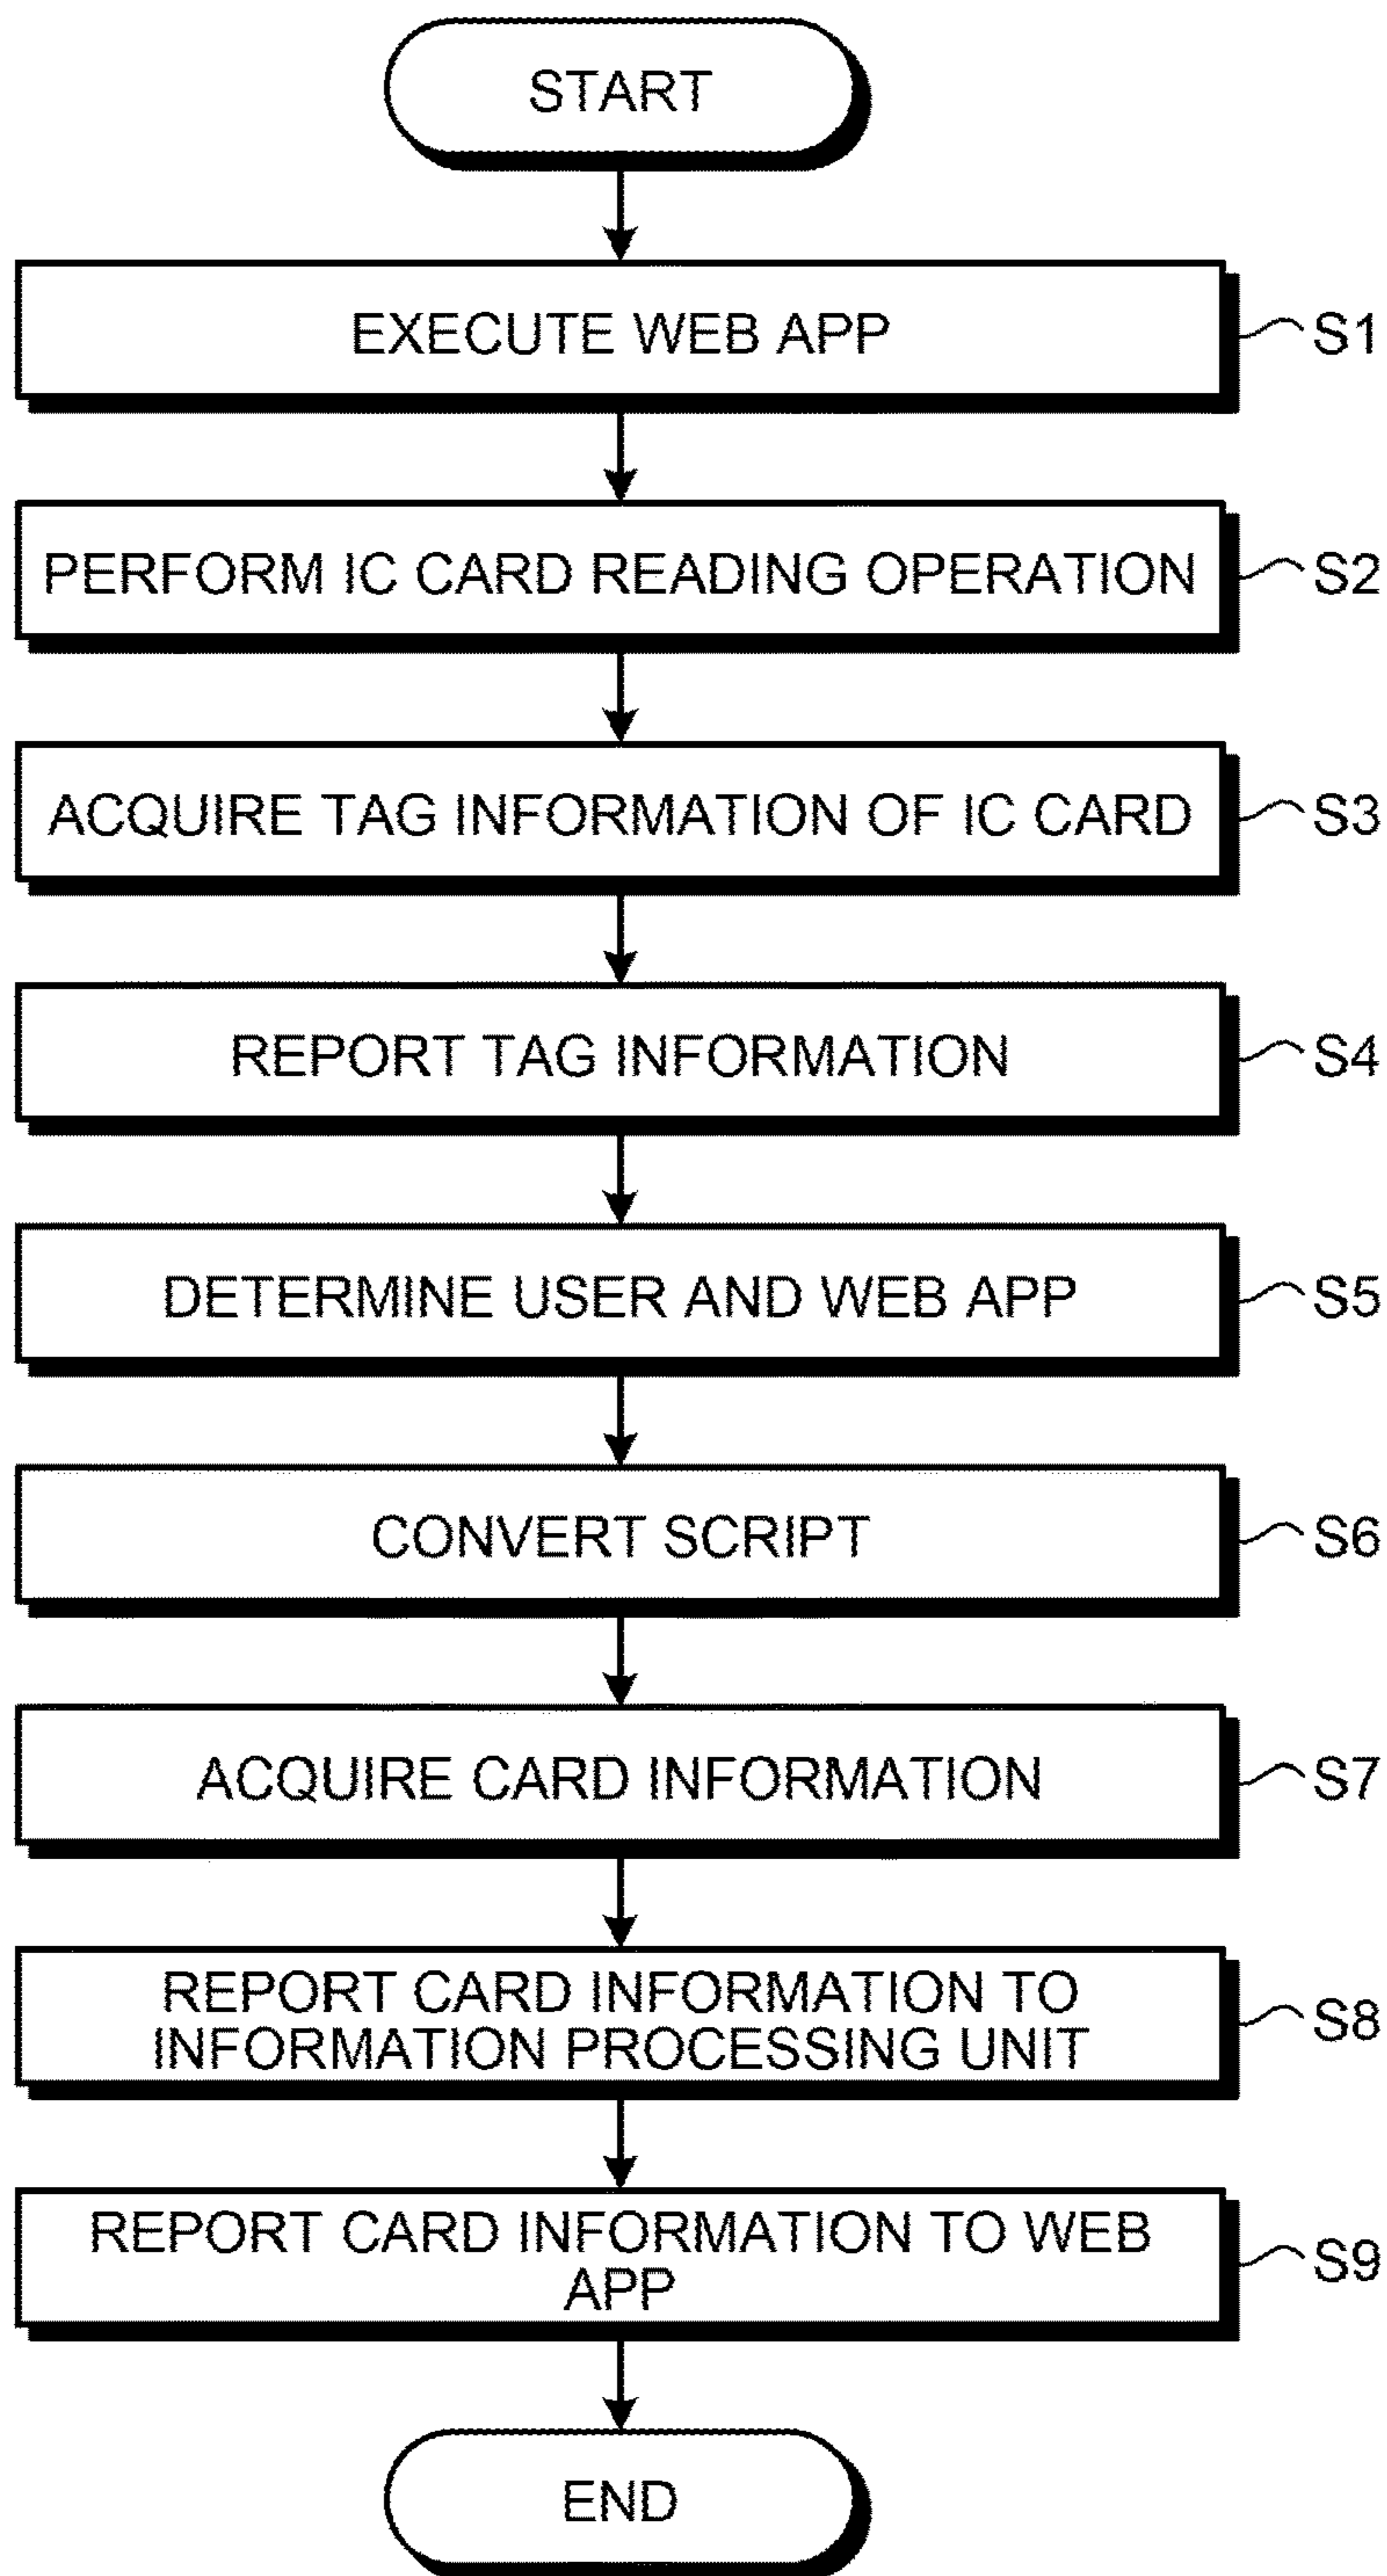 START
EXECUTE WEB APP
S1
PERFORM IC CARD READING OPERATION
S2
ACQUIRE TAG INFORMATION OF IC CARD
S3
REPORT TAG INFORMATION
S4
DETERMINE USER AND WEB APP
S5
CONVERT SCRIPT
S6
ACQUIRE CARD INFORMATION
S7
REPORT CARD INFORMATION TO
INFORMATION PROCESSING UNIT
S8
REPORT CARD INFORMATION TO WEB
APP
S9
END